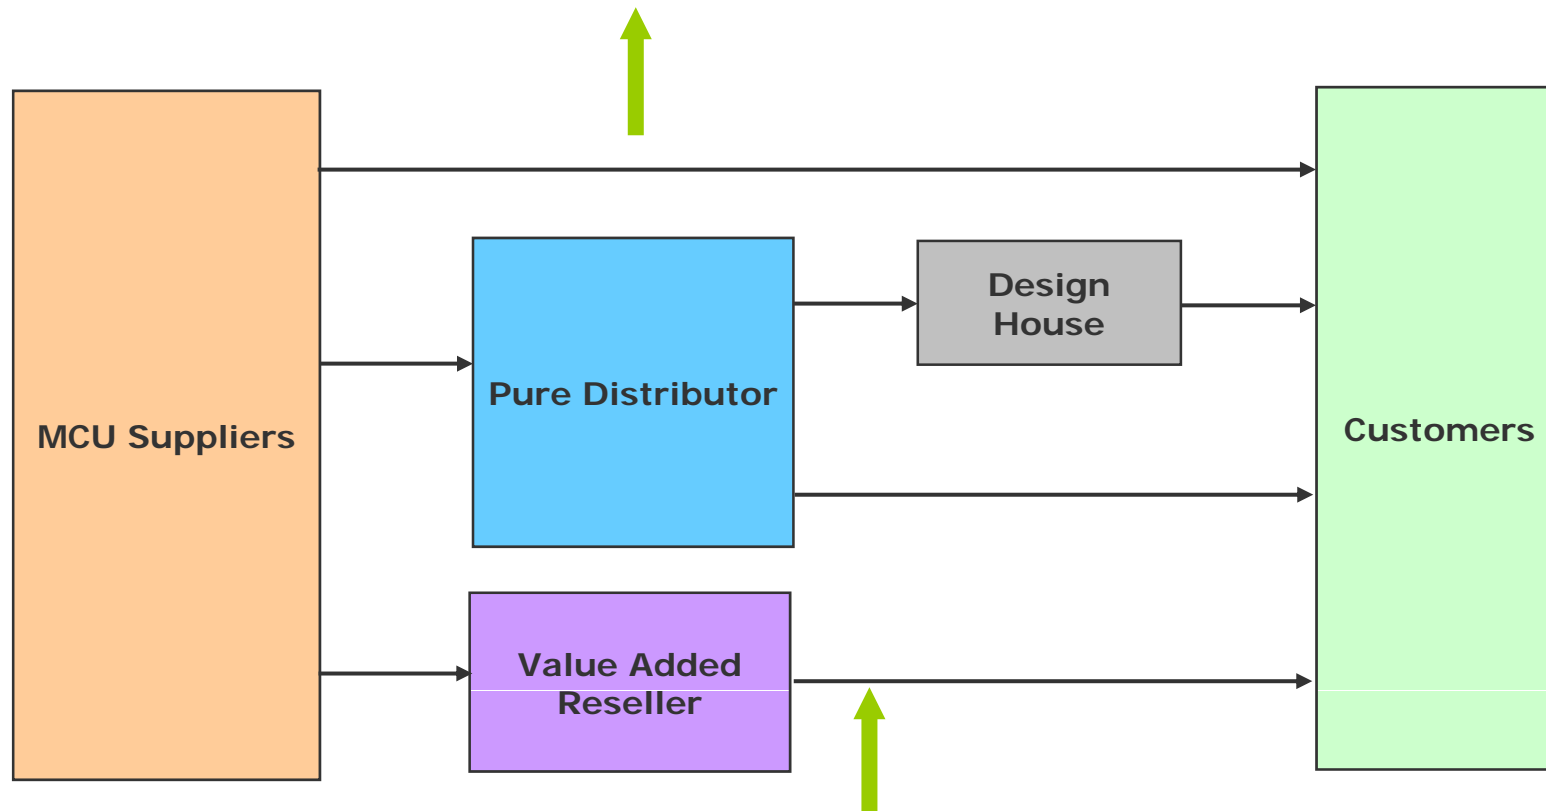 MCU Suppliers
Pure Distributor
Design
House
Value Added
Reseller
Customers